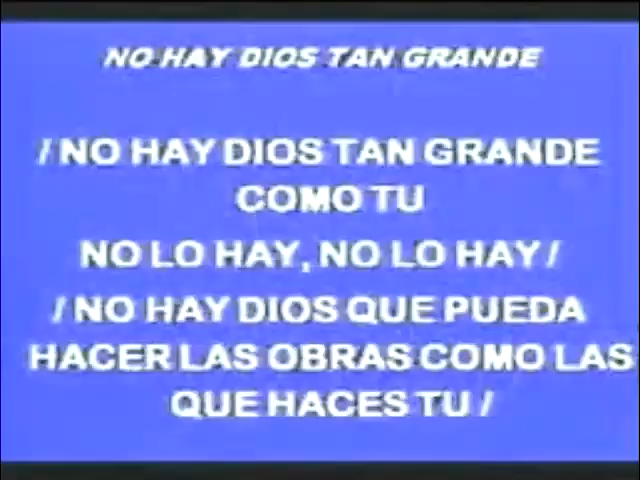 NO HAY DIOS TAN GRANDE
/ NO HAY DIOS TAN GRANDE
COMO TU
NO LO HAY, NO LO HAY /
/ NO HAY DIOS QUE PUEDA
HACER LAS OBRAS COMO LAS
QUE HACES TU /